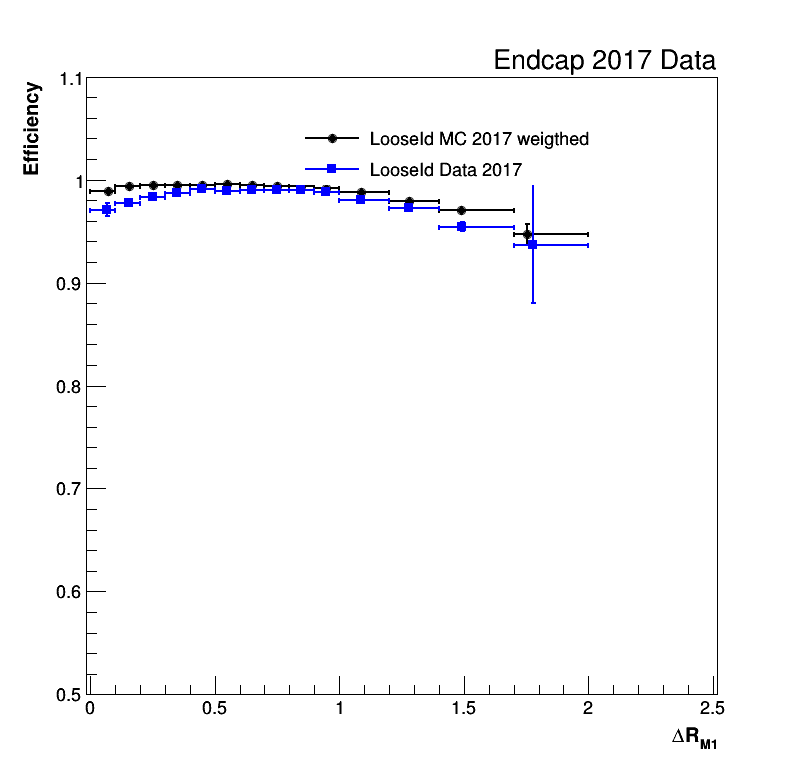 Endcap 2017 Data
Efficiency
LooseId MC 2017 weigthed
LooseId Data 2017
1.1
1
0.9
0.8
0.7
0.6
0.5
0 0.5 1 1.5 2 2.5
ΔR_M1